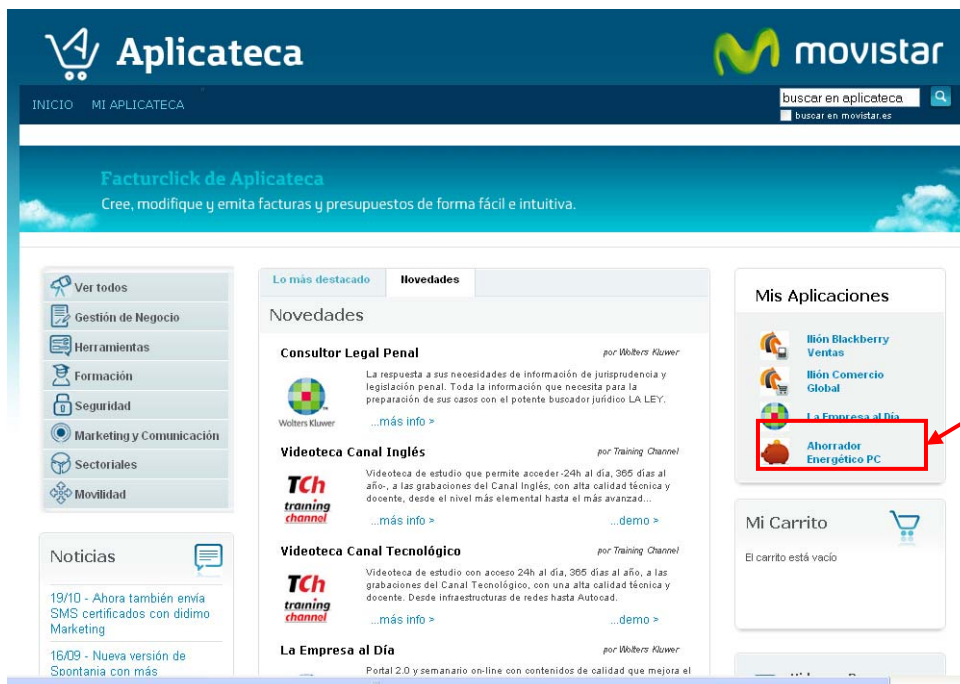 Aplicateca
movistar
INICIO MI APLICATECA
buscar en aplicateca
buscar en movistar.es
Facturclick de Aplicateca
Cree, modifique y emita facturas y presupuestos de forma fácil e intuitiva.
Ver todos
Gestión de Negocio
Herramientas
Formación
Seguridad
Marketing y Comunicación
Sectoriales
Movilidad
Noticias
19/10 - Ahora también envía
SMS certificados con didimo
Marketing
16/09 - Nueva versión de
Spontania con más
Lo más destacado Novedades
Novedades
Consultor Legal Penal por Wolters Kluwer
La respuesta a sus necesidades de información de jurisprudencia y
legislación penal. Toda la información que necesita para la
preparación de sus casos con el potente buscador jurídico LA LEY.
Wolters Kluwer
...más info >
Videoteca Canal Inglés por Training Channel
Videoteca de estudio que permite acceder -24h al día, 365 días al
año-, a las grabaciones del Canal Inglés, con alta calidad técnica y
docente, desde el nivel más elemental hasta el más avanzad...
TCh
training
channel
...más info > ...demo >
Videoteca Canal Tecnológico por Training Channel
Videoteca de estudio con acceso 24h al día, 365 días al año, a las
grabaciones del Canal Tecnológico, con una alta calidad técnica y
docente. Desde infraestructuras de redes hasta Autocad.
TCh
training
channel
...más info > ...demo >
La Empresa al Día por Wolters Kluwer
Portal 2.0 y semanario on-line con contenidos de calidad que mejora el
Mis Aplicaciones
Ilión Blackberry
Ventas
Ilión Comercio
Global
La Empresa al Día
Ahorrador
Energético PC
Mi Carrito
El carrito está vacío